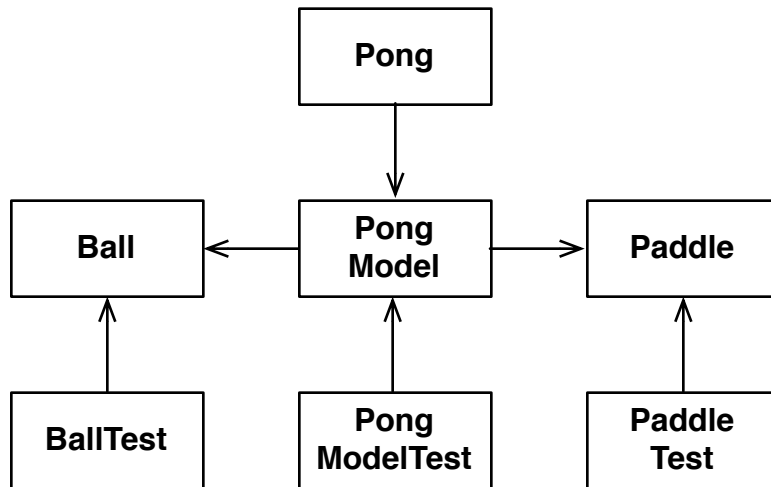 Pong
Ball
Pong
Model
Paddle
BallTest
Pong
ModelTest
Paddle
Test